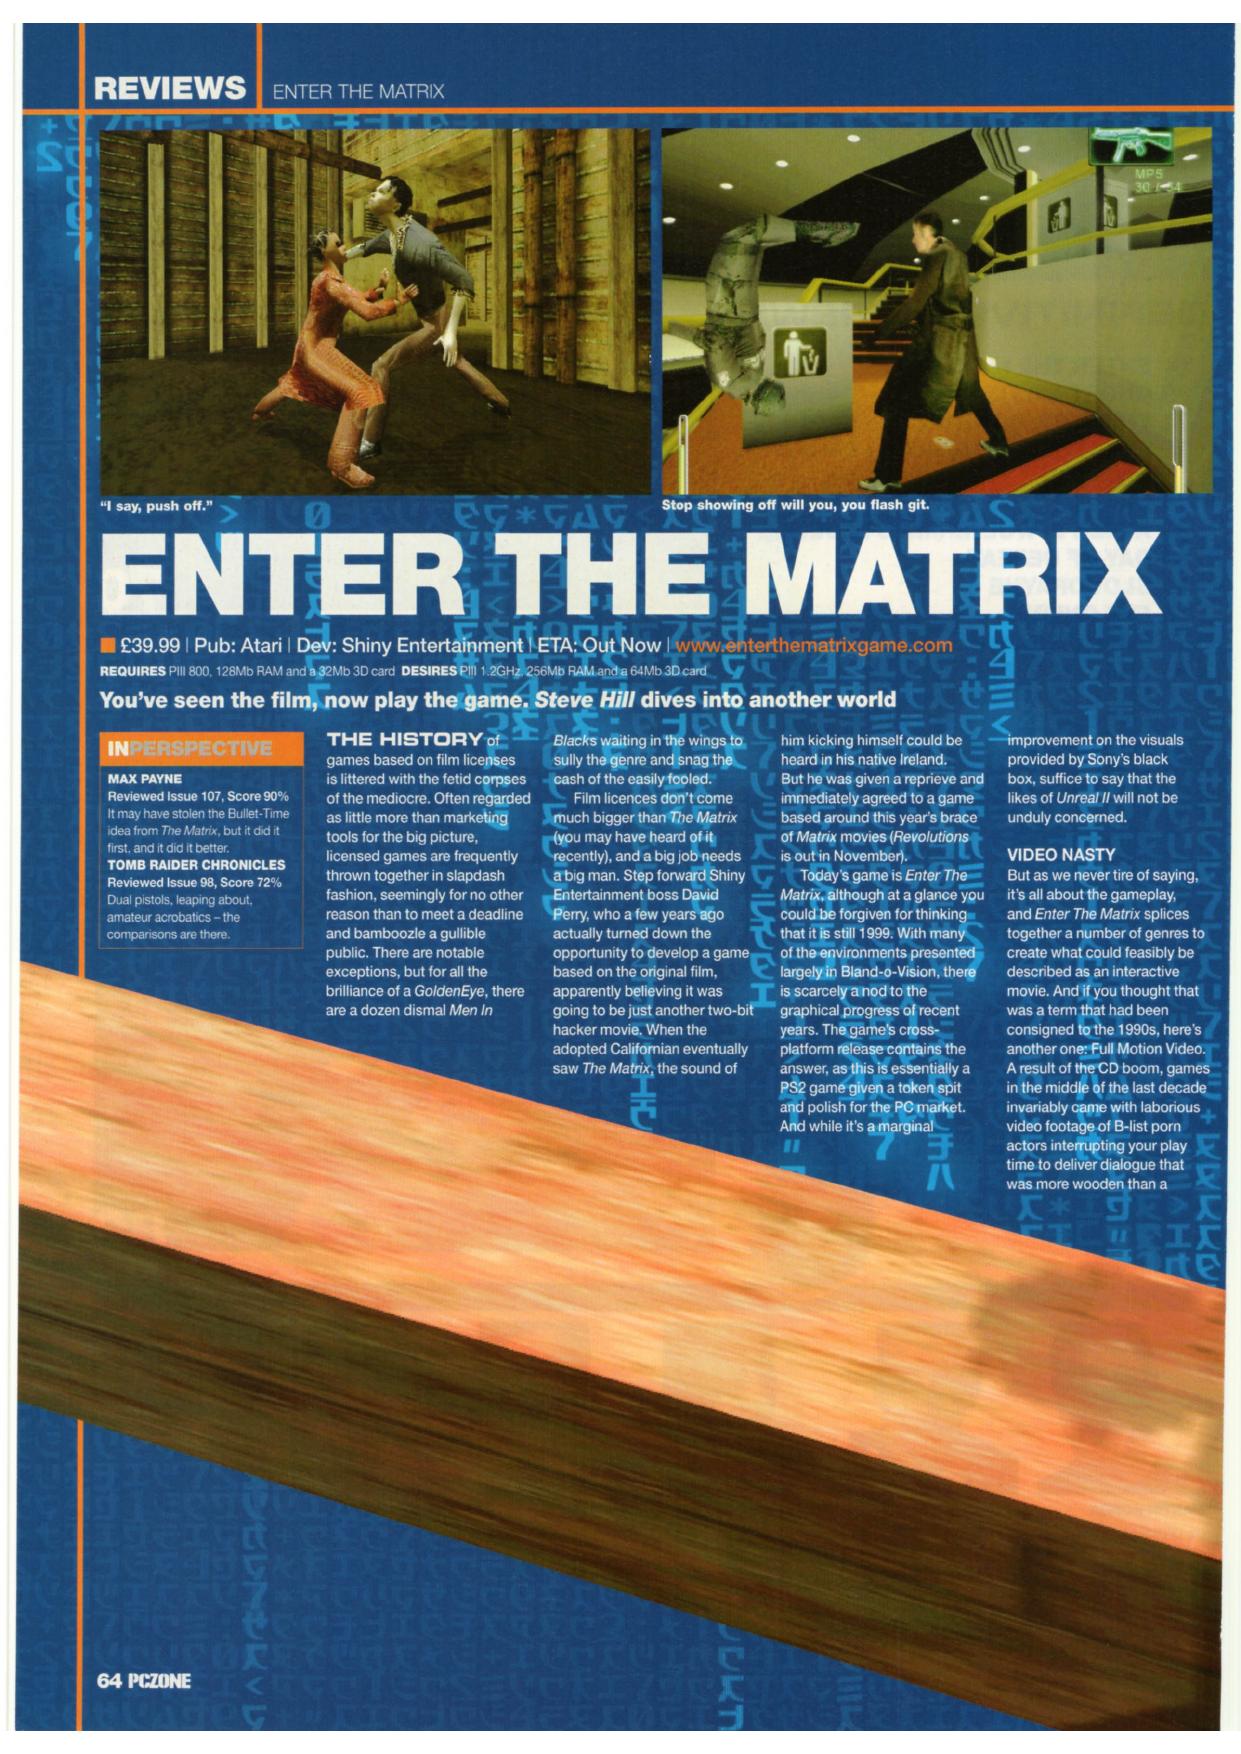 REVIEWS
ENTER THE MATRIX
MP5
30 / 54
"I say, push off."
Stop showing off will you, you flash git.
ENTER THE MATRIX
£39.99 | Pub: Atari | Dev: Shiny Entertainment | ETA: Out Now | www.enterthematrixgame.com
REQUIRES PIII 800, 128Mb RAM and a 32Mb 3D card DESIRES PIII 1.2GHz, 256Mb RAM and a 64Mb 3D card
You've seen the film, now play the game. Steve Hill dives into another world
INPERSPECTIVE
MAX PAYNE
Reviewed Issue 107, Score 90%
It may have stolen the Bullet-Time
idea from The Matrix, but it did it
first, and it did it better.
TOMB RAIDER CHRONICLES
Reviewed Issue 98, Score 72%
Dual pistols, leaping about,
amateur acrobatics – the
comparisons are there.
THE HISTORY of
games based on film licenses
is littered with the fetid corpses
of the mediocre. Often regarded
as little more than marketing
tools for the big picture,
licensed games are frequently
thrown together in slapdash
fashion, seemingly for no other
reason than to meet a deadline
and bamboozle a gullible
public. There are notable
exceptions, but for all the
brilliance of a GoldenEye, there
are a dozen dismal Men In
Blacks waiting in the wings to
sully the genre and snag the
cash of the easily fooled.
Film licences don't come
much bigger than The Matrix
(you may have heard of it
recently), and a big job needs
a big man. Step forward Shiny
Entertainment boss David
Perry, who a few years ago
actually turned down the
opportunity to develop a game
based on the original film,
apparently believing it was
going to be just another two-bit
hacker movie. When the
adopted Californian eventually
saw The Matrix, the sound of
him kicking himself could be
heard in his native Ireland.
But he was given a reprieve and
immediately agreed to a game
based around this year's brace
of Matrix movies (Revolutions
is out in November).
Today's game is Enter The
Matrix, although at a glance you
could be forgiven for thinking
that it is still 1999. With many
of the environments presented
largely in Bland-o-Vision, there
is scarcely a nod to the
graphical progress of recent
years. The game's cross-
platform release contains the
answer, as this is essentially a
PS2 game given a token spit
and polish for the PC market.
And while it's a marginal
improvement on the visuals
provided by Sony's black
box, suffice to say that the
likes of Unreal II will not be
unduly concerned.
VIDEO NASTY
But as we never tire of saying,
it's all about the gameplay,
and Enter The Matrix splices
together a number of genres to
create what could feasibly be
described as an interactive
movie. And if you thought that
was a term that had been
consigned to the 1990s, here's
another one: Full Motion Video.
A result of the CD boom, games
in the middle of the last decade
invariably came with laborious
video footage of B-list porn
actors interrupting your play
time to deliver dialogue that
was more wooden than a
64 PCZONE